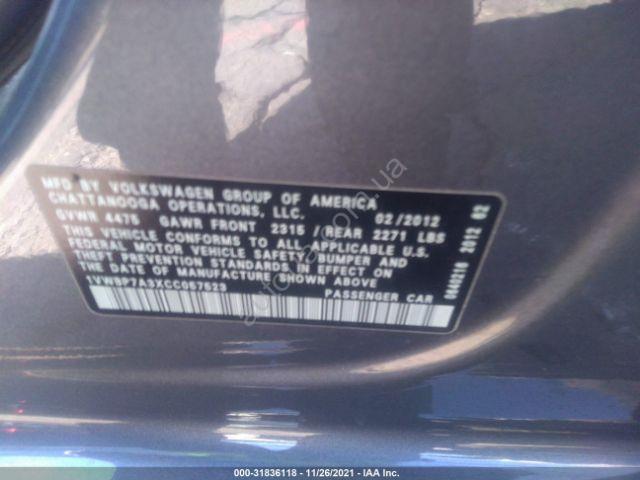 MFD BY VOLKSWAGEN GROUP OF AMERICA
CHATTANOOGA OPERATIONS, LLC. 02/2012
GVWR 4475 GAWR FRONT 2315 / REAR 2271 LBS
THIS VEHICLE CONFORMS TO ALL APPLICABLE U.S.
FEDERAL MOTOR VEHICLE SAFETY, BUMPER AND
THEFT PREVENTION STANDARDS IN EFFECT ON
THE DATE OF MANUFACTURE SHOWN ABOVE
PASSENGER CAR
000-31836118 - 11/26/2021 - IAA Inc.